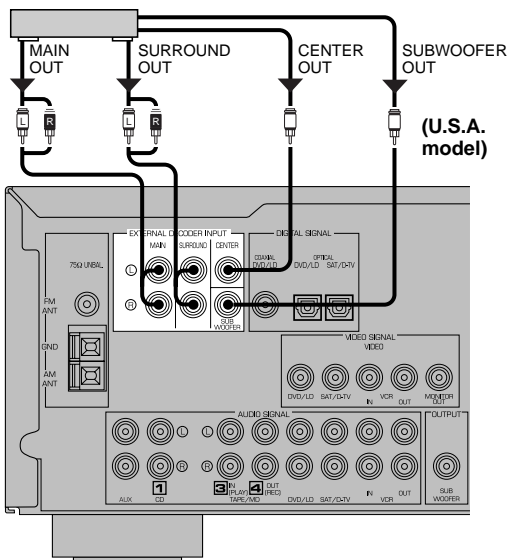 MAIN OUT
SURROUND OUT
CENTER OUT
SUBWOOFER OUT
L R L R
(U.S.A. model)
EXTERNAL DECODER INPUT
MAIN SURROUND CENTER
L
R
SUB WOOFER
DIGITAL SIGNAL
COAXIAL OPTICAL
DVD/LD DVD/LD SAT/D-TV
75Ω UNBAL.
FM ANT
GND
AM ANT
VIDEO SIGNAL
VIDEO
DVD/LD SAT/D-TV IN VCR OUT MONITOR OUT
AUDIO SIGNAL
L L
R R
1 3 IN (PLAY) 4 OUT (REC) IN OUT
AUX CD TAPE/MD DVD/LD SAT/D-TV VCR
OUTPUT
SUB WOOFER